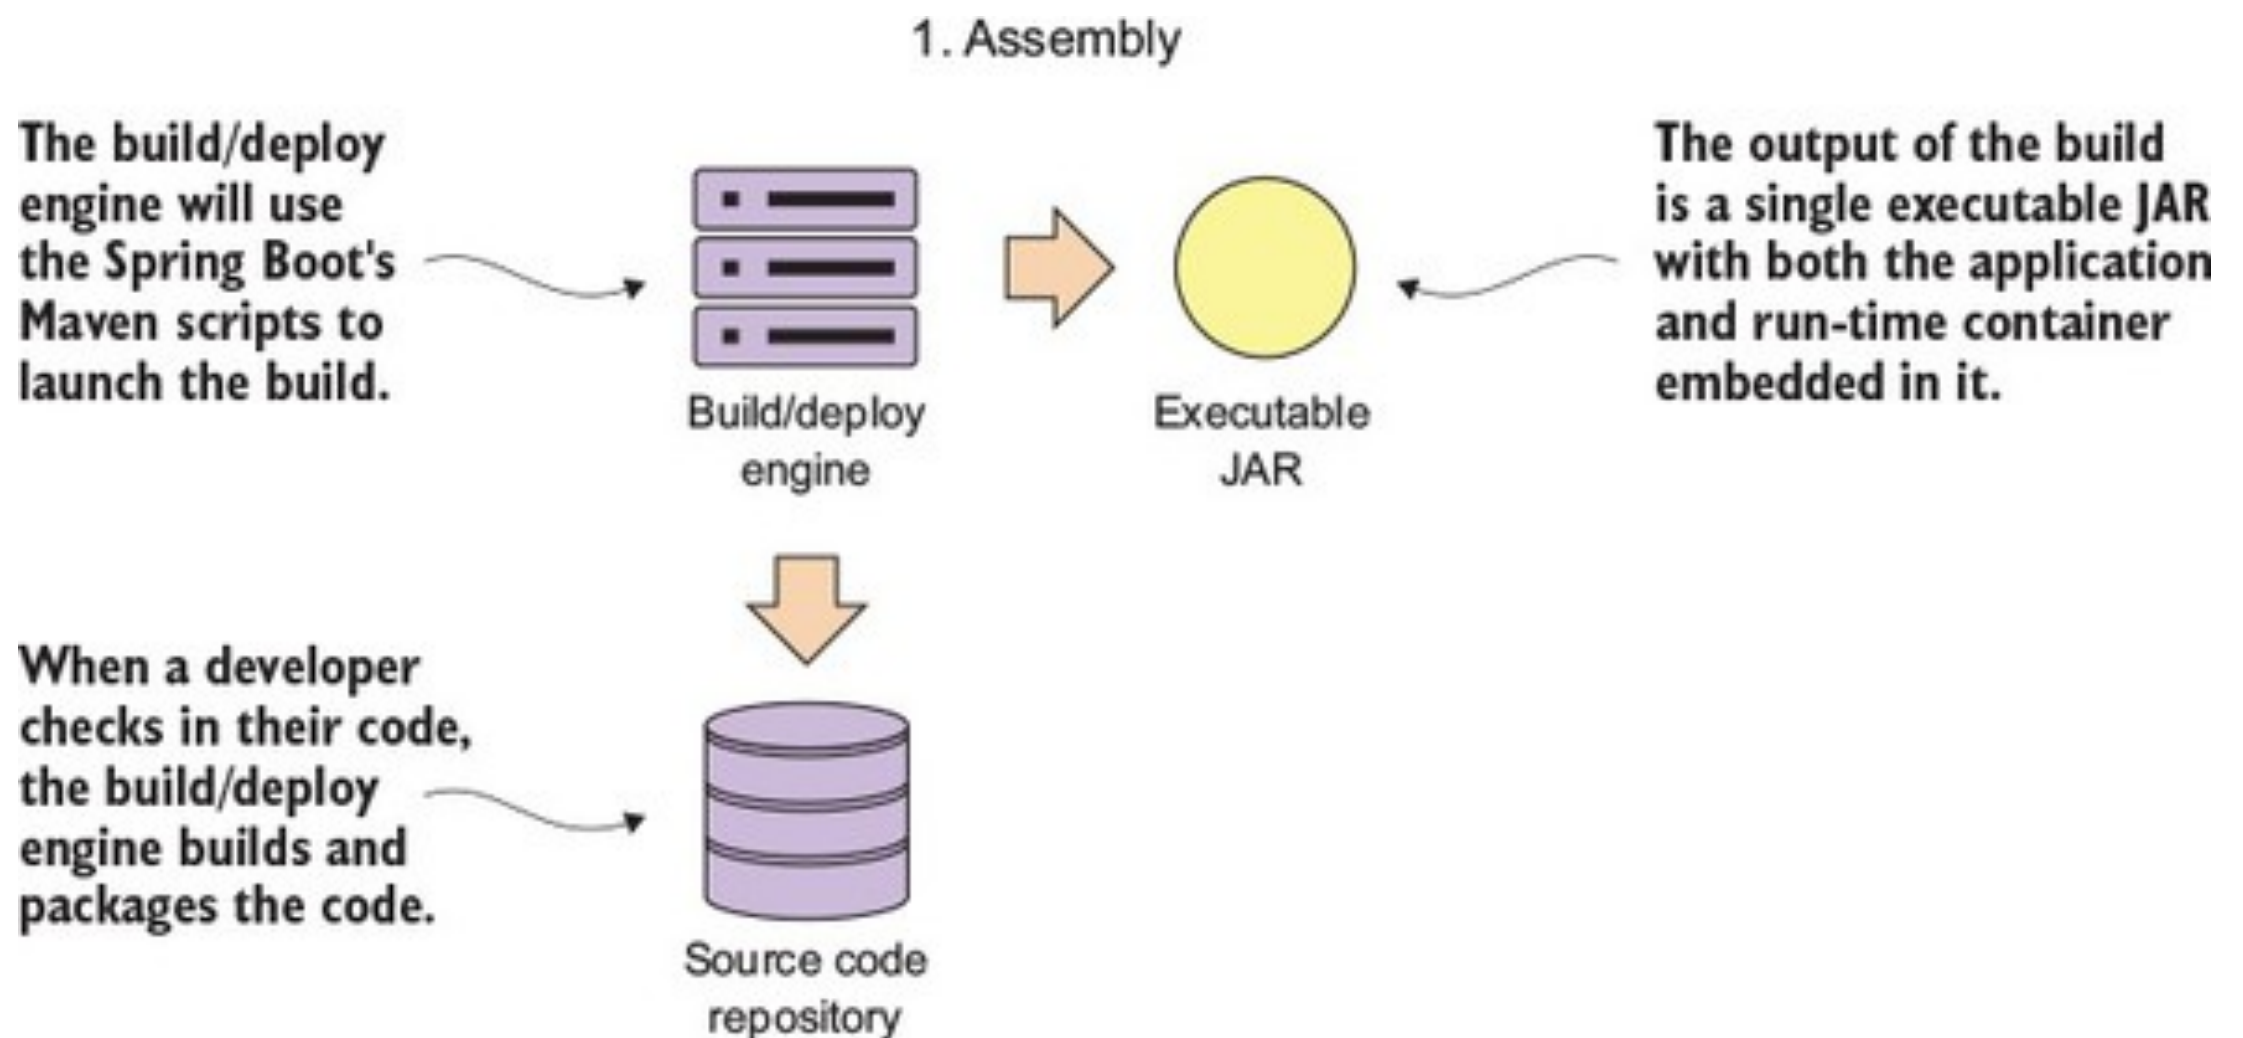 1. Assembly
The build/deploy
engine will use
the Spring Boot's
Maven scripts to
launch the build.
Build/deploy
engine
Executable
JAR
The output of the build
is a single executable JAR
with both the application
and run-time container
embedded in it.
When a developer
checks in their code,
the build/deploy
engine builds and
packages the code.
Source code
repository